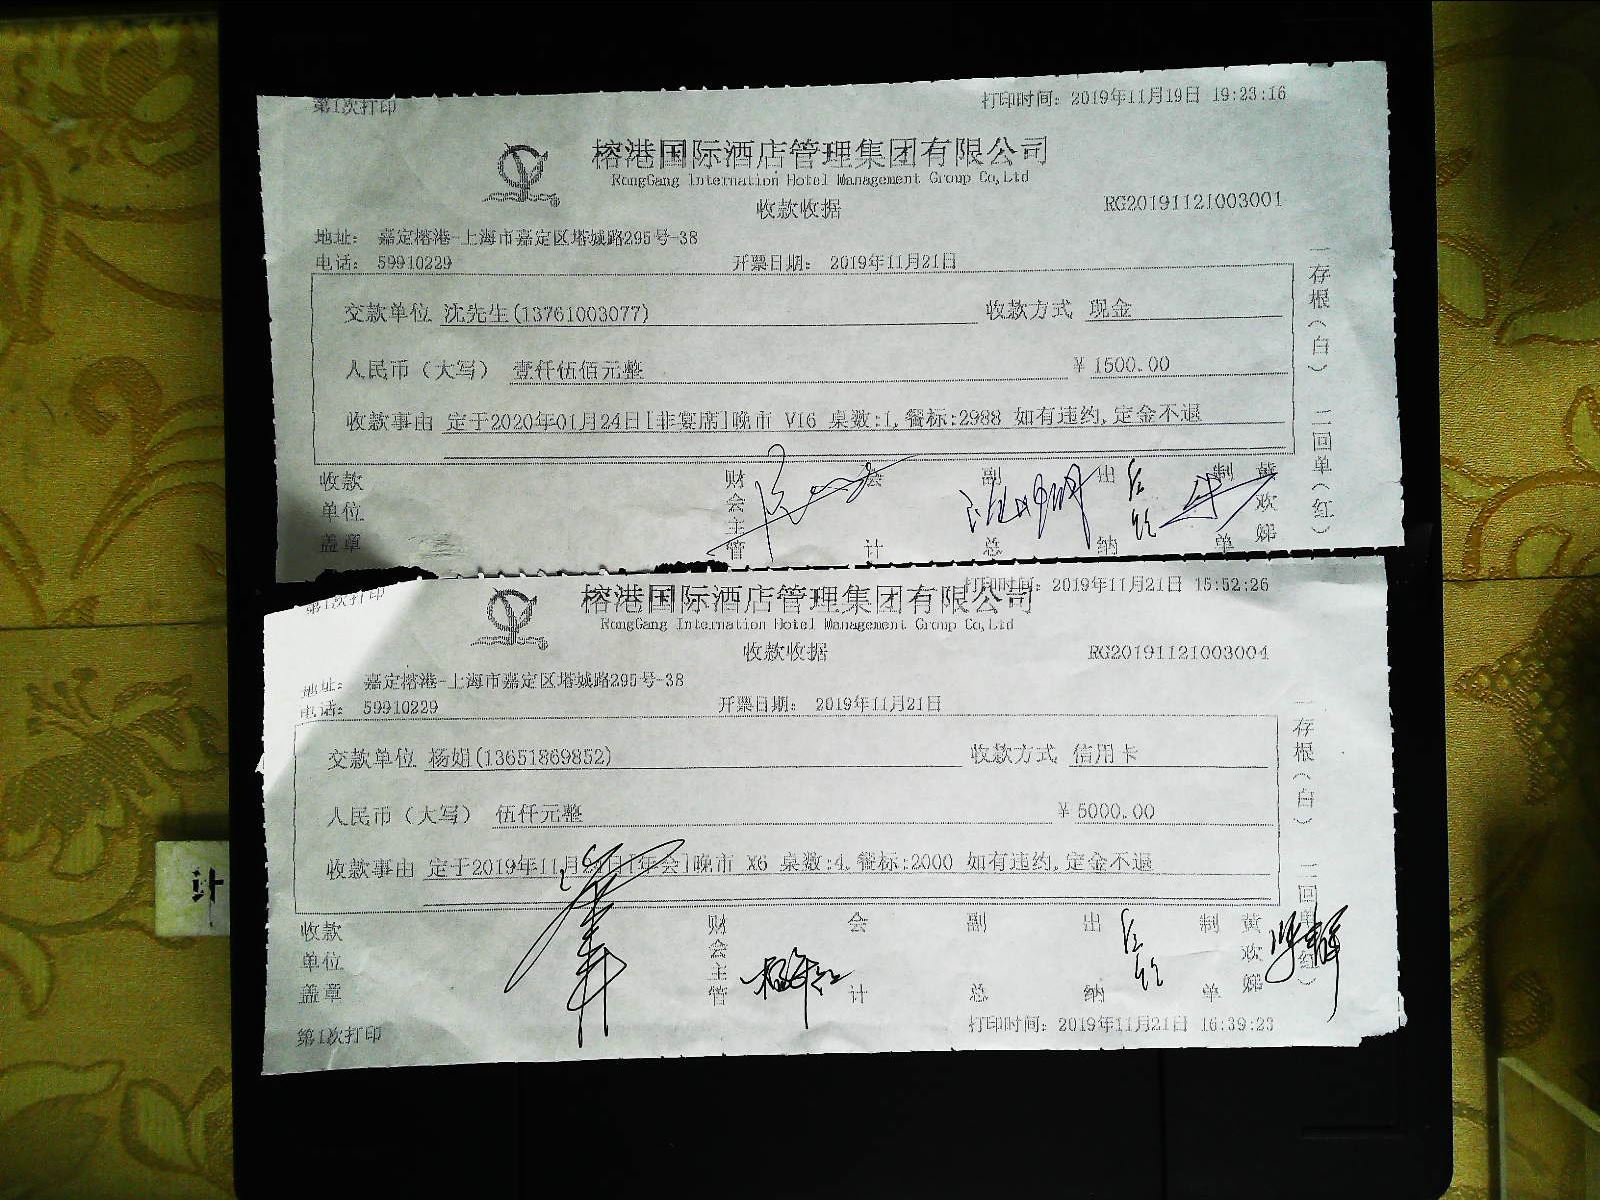 第1次打印 打印时间：2019年11月19日 19:23:16
榕港国际酒店管理集团有限公司
RongGang Internation Hotel Management Group Co,Ltd
收款收据 RG20191121003001
地址： 嘉定榕港-上海市嘉定区塔城路295号-38
电话： 59910229 开票日期： 2019年11月21日
交款单位 沈先生(13761003077) 收款方式 现金
人民币（大写） 壹仟伍佰元整 ￥ 1500.00
收款事由 定于2020年01月24日[非宴席]晚市 V16 桌数:1,餐标:2988 如有违约,定金不退
收款单位盖章 财会主管 会计 副总 出纳 制单 黄欢娣
一存根（白） 二回单（红）
第1次打印 打印时间：2019年11月21日 15:52:26
榕港国际酒店管理集团有限公司
RongGang Internation Hotel Management Group Co,Ltd
收款收据 RG20191121003004
地址： 嘉定榕港-上海市嘉定区塔城路295号-38
电话： 59910229 开票日期： 2019年11月21日
交款单位 杨娟(13651869852) 收款方式 信用卡
人民币（大写） 伍仟元整 ￥ 5000.00
收款事由 定于2019年11月24日[年会]晚市 X6 桌数:4,餐标:2000 如有违约,定金不退
收款单位盖章 财会主管 会计 副总 出纳 制单 黄欢娣
一存根（白） 二回单（红）
第1次打印 打印时间：2019年11月21日 16:39:23
计